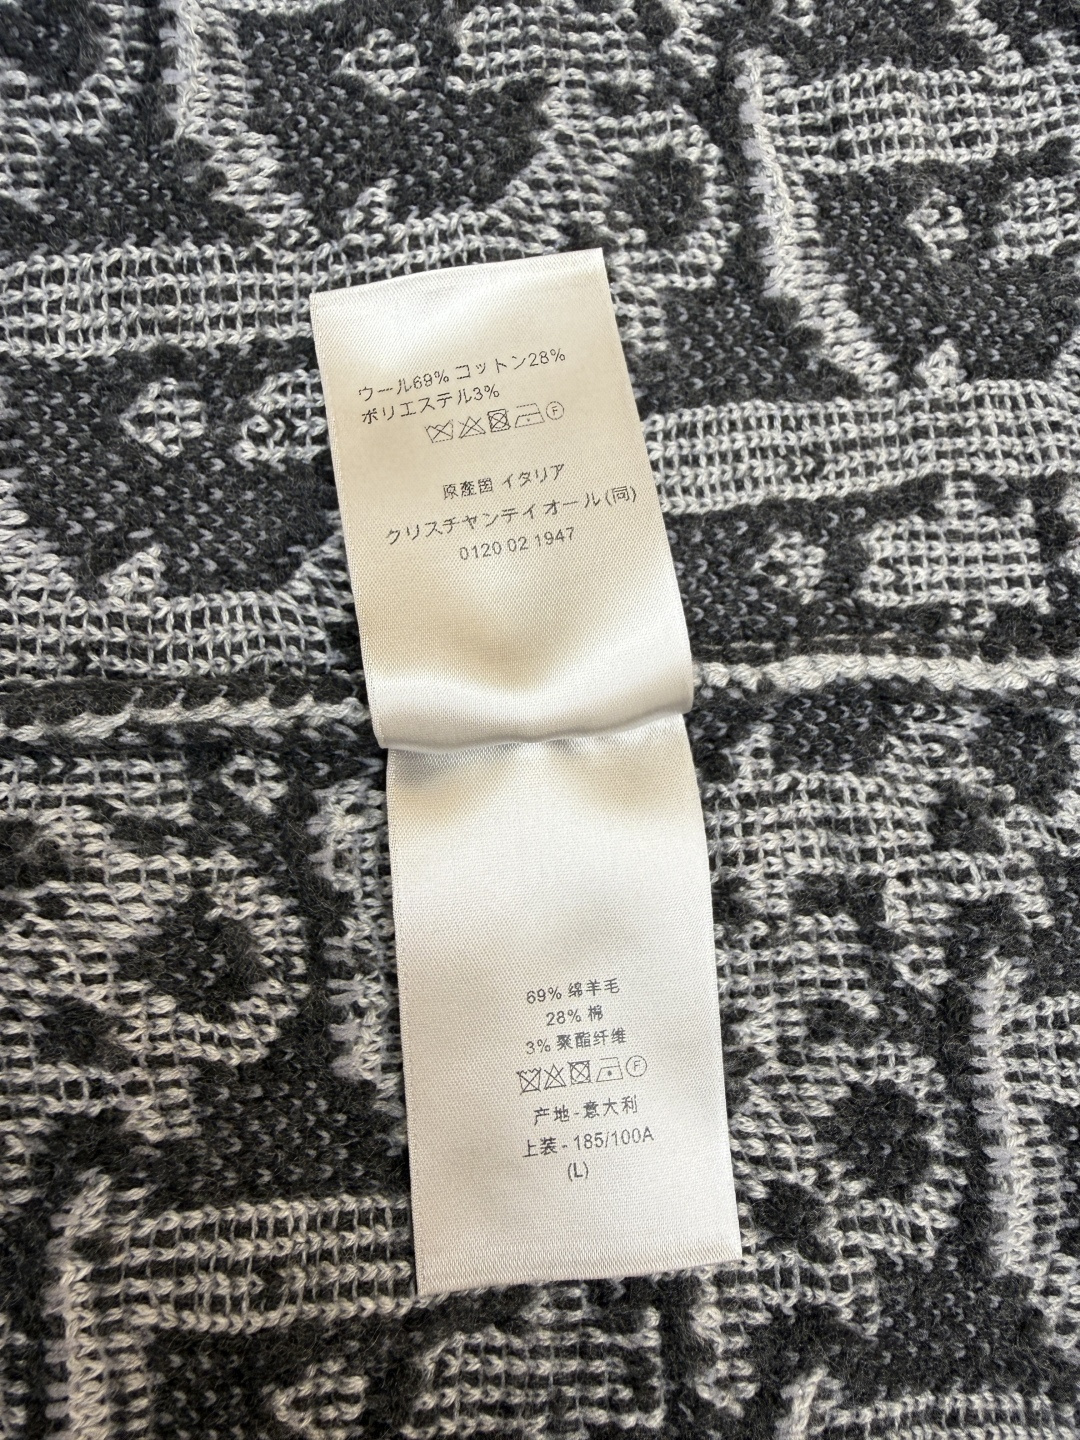 ウール69% コットン28%
ポリエステル3%
F
原産国 イタリア
クリスチャンティオール(同)
0120 02 1947
69% 绵羊毛
28% 棉
3% 聚酯纤维
F
产地-意大利
上装-185/100A
(L)